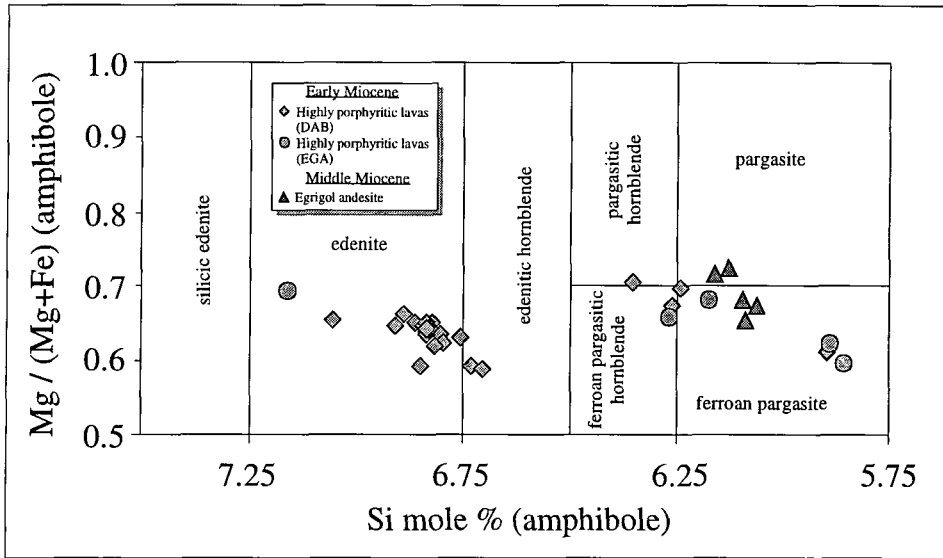 1.0
0.9
0.8
0.7
0.6
0.5
Mg / (Mg+Fe) (amphibole)
Early Miocene
Highly porphyritic lavas
(DAB)
Highly porphyritic lavas
(EGA)
Middle Miocene
Egrigol andesite
silicic edenite
edenite
edenitic hornblende
pargasitic
hornblende
pargasite
ferroan pargasitic
hornblende
ferroan pargasite
7.25
6.75
6.25
5.75
Si mole % (amphibole)